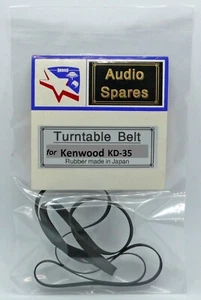 Audio
Spares
Turntable Belt
for Kenwood KD-35
Rubber made in Japan